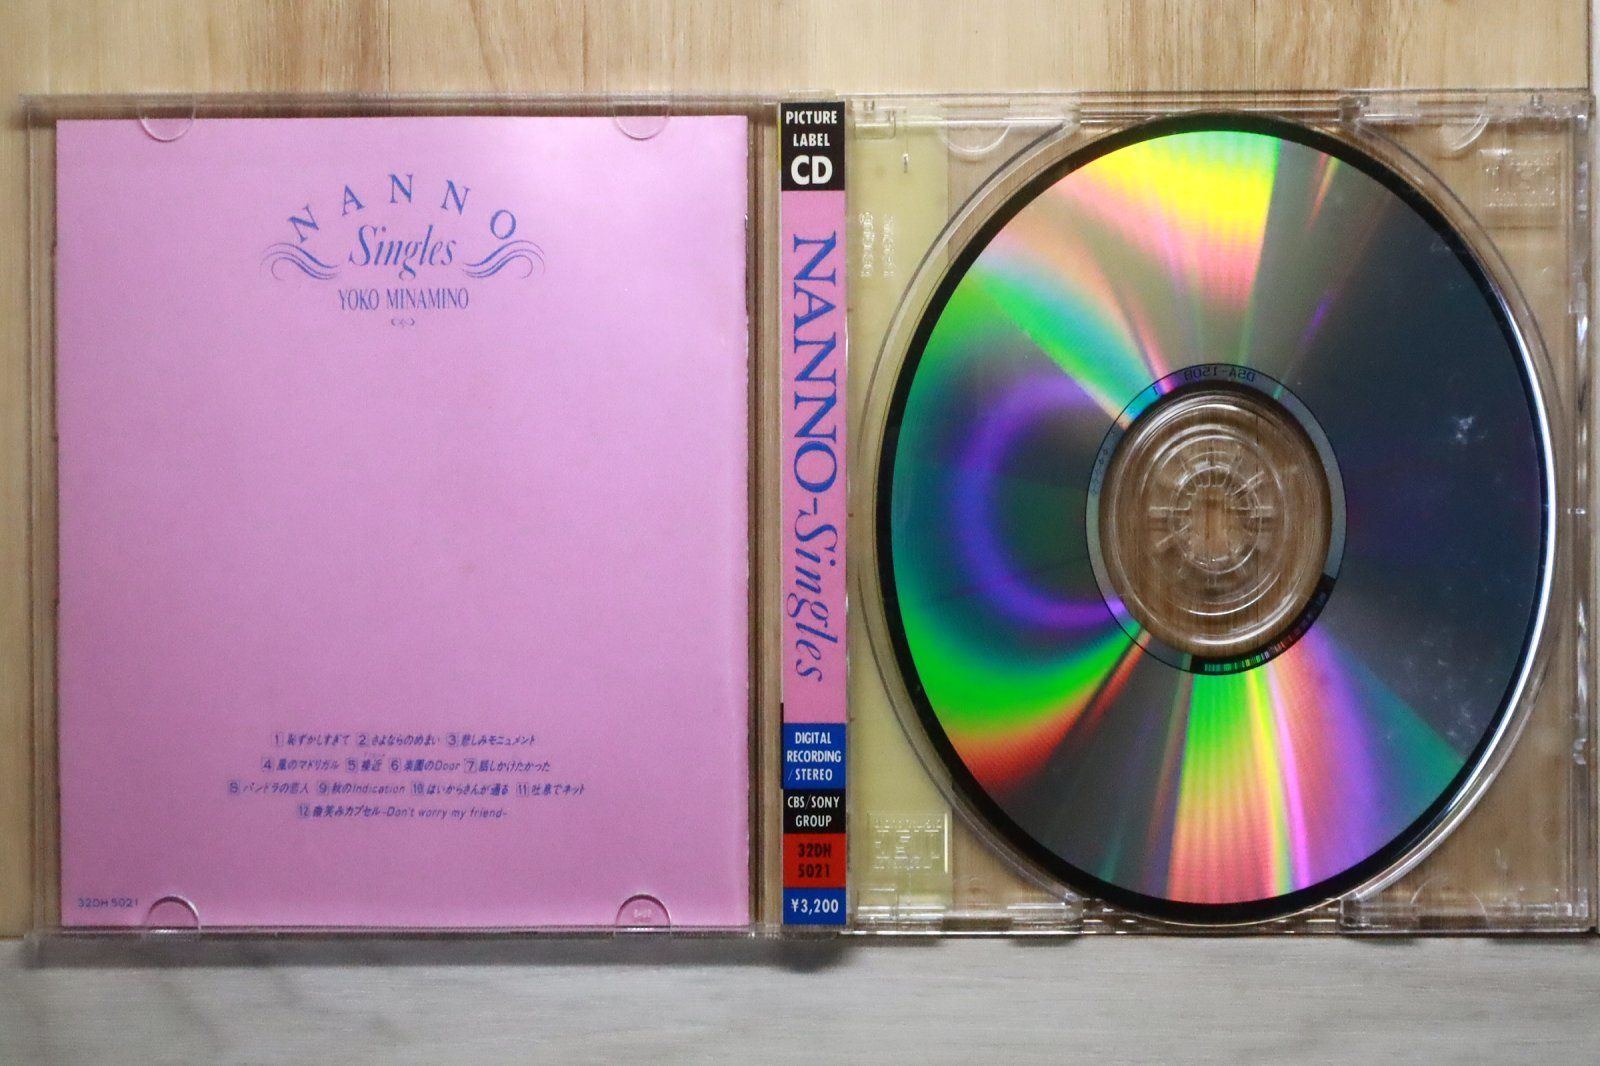 NANNO
Singles
YOKO MINAMINO
1 恥ずかしすぎて 2 さよならのめまい 3 悲しみモニュメント
4 風のマドリガル 5 接近 6 楽園のDoor 7 話しかけたかった
8 パンドラの恋人 9 秋のIndication 10 はいからさんが通る 11 吐息でネット
12 微笑みカプセル-Don't worry my friend-
32DH 5021
PICTURE
LABEL
CD
NANNO-Singles
DIGITAL
RECORDING
/STEREO
CBS/SONY
GROUP
32DH
5021
¥3,200